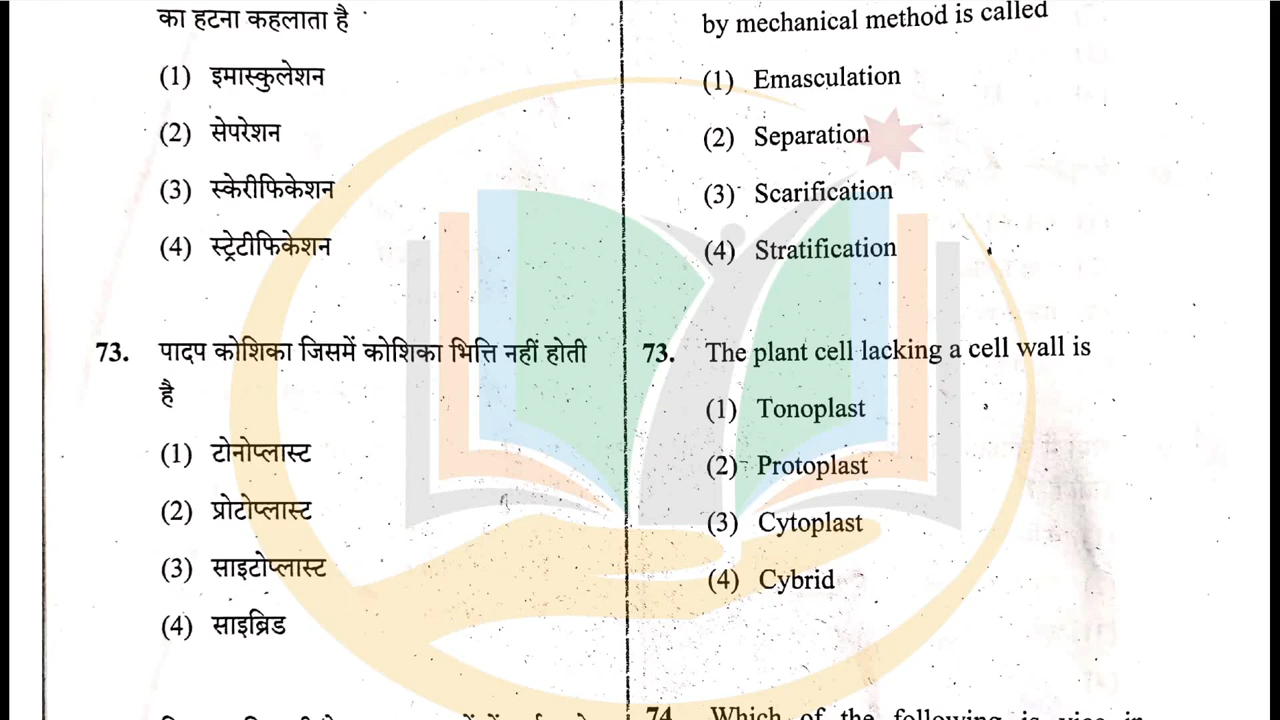 का हटना कहलाता है
(1) इमास्कुलेशन
(2) सेपरेशन
(3) स्केरीफिकेशन
(4) स्ट्रेटीफिकेशन
73. पादप कोशिका जिसमें कोशिका भित्ति नहीं होती
है
(1) टोनोप्लास्ट
(2) प्रोटोप्लास्ट
(3) साइटोप्लास्ट
(4) साइब्रिड
by mechanical method is called
(1) Emasculation
(2) Separation
(3) Scarification
(4) Stratification
73. The plant cell lacking a cell wall is
(1) Tonoplast
(2) Protoplast
(3) Cytoplast
(4) Cybrid
74. Which of the following is vice in